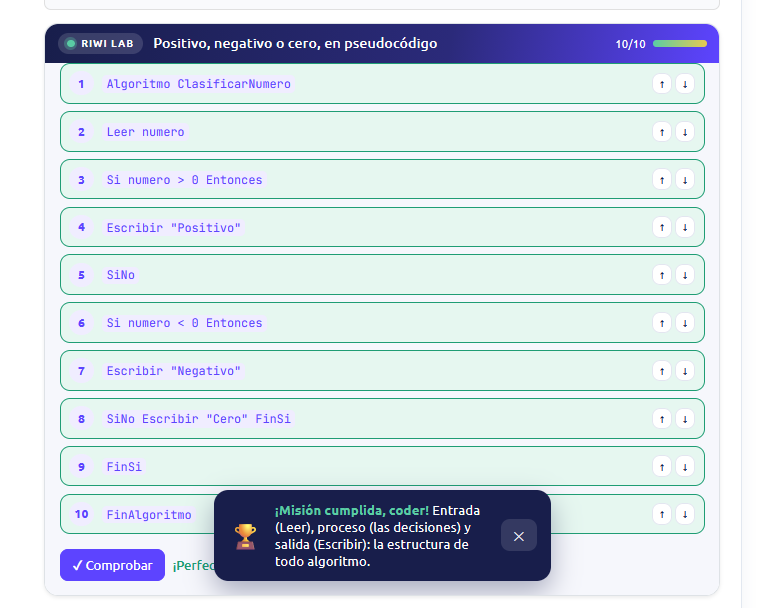 RIWI LAB Positivo, negativo o cero, en pseudocódigo 10/10
1 Algoritmo ClasificarNumero ↑ ↓
2 Leer numero ↑ ↓
3 Si numero > 0 Entonces ↑ ↓
4 Escribir "Positivo" ↑ ↓
5 SiNo ↑ ↓
6 Si numero < 0 Entonces ↑ ↓
7 Escribir "Negativo" ↑ ↓
8 SiNo Escribir "Cero" FinSi ↑ ↓
9 FinSi ↑ ↓
10 FinAlgoritmo ↑ ↓
¡Misión cumplida, coder! Entrada
(Leer), proceso (las decisiones) y
salida (Escribir): la estructura de
todo algoritmo.
✓ Comprobar